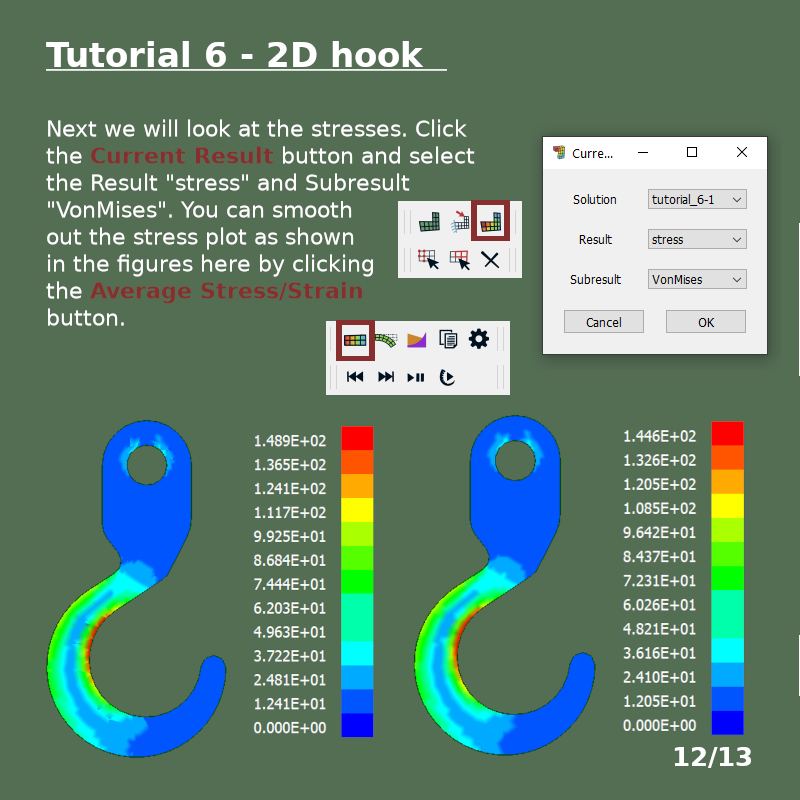 Tutorial 6 - 2D hook
Next we will look at the stresses. Click
the Current Result button and select
the Result "stress" and Subresult
"VonMises". You can smooth
out the stress plot as shown
in the figures here by clicking
the Average Stress/Strain
button.
Curre...
Solution
tutorial_6-1
Result
stress
Subresult
VonMises
Cancel
OK
1.489E+02
1.365E+02
1.241E+02
1.117E+02
9.925E+01
8.684E+01
7.444E+01
6.203E+01
4.963E+01
3.722E+01
2.481E+01
1.241E+01
0.000E+00
1.446E+02
1.326E+02
1.205E+02
1.085E+02
9.642E+01
8.437E+01
7.231E+01
6.026E+01
4.821E+01
3.616E+01
2.410E+01
1.205E+01
0.000E+00
12/13